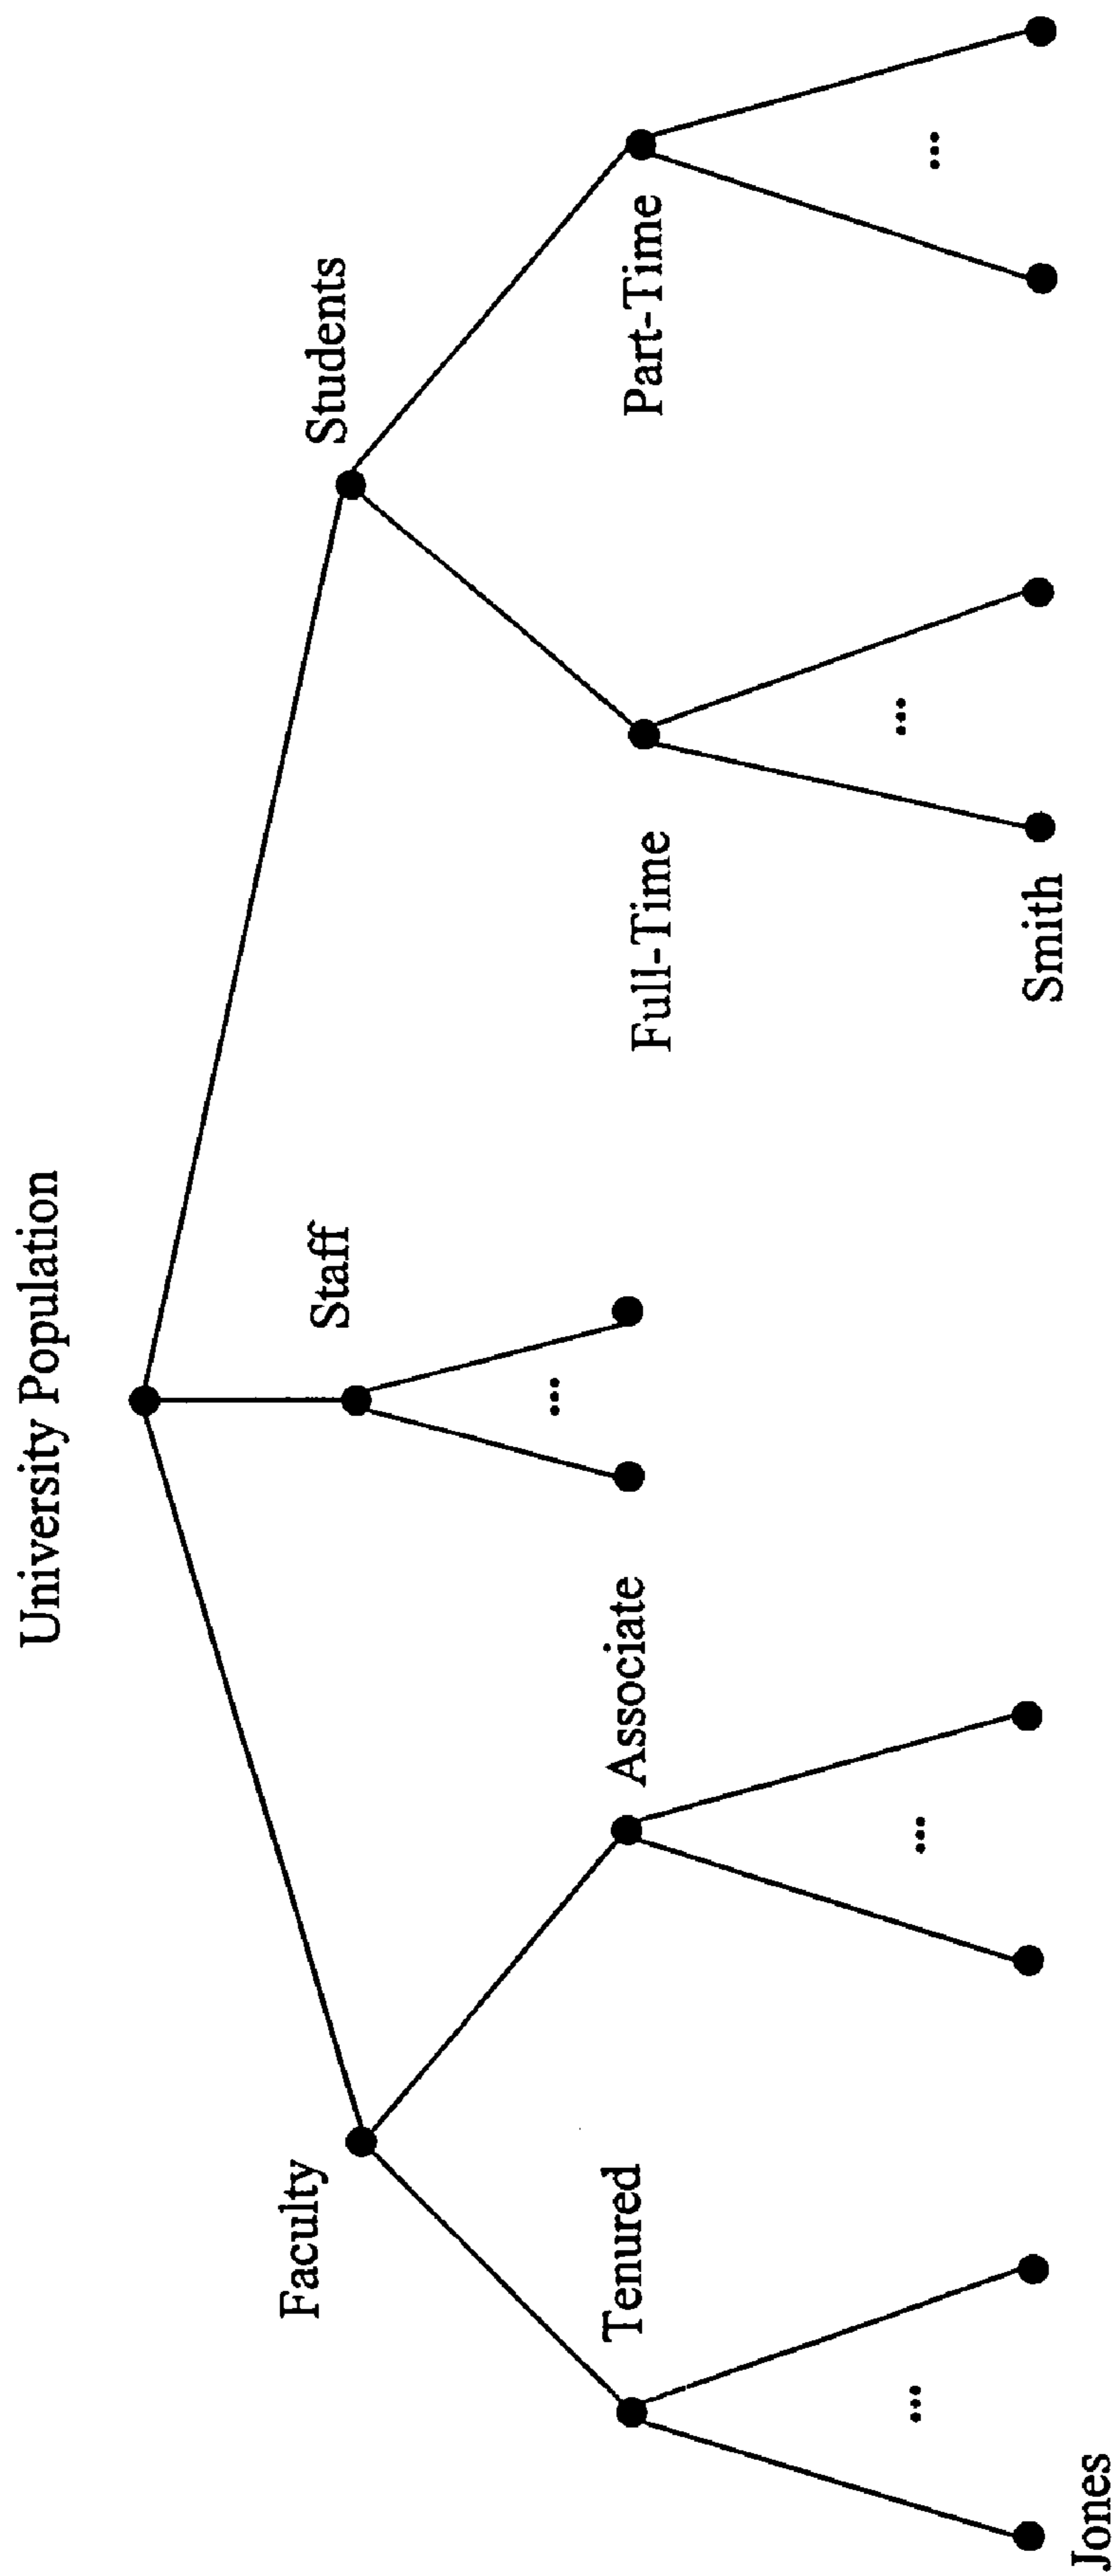 University Population
Faculty
Staff
Students
Tenured
Associate
...
Full-Time
Part-Time
...
...
...
...
Jones
Smith